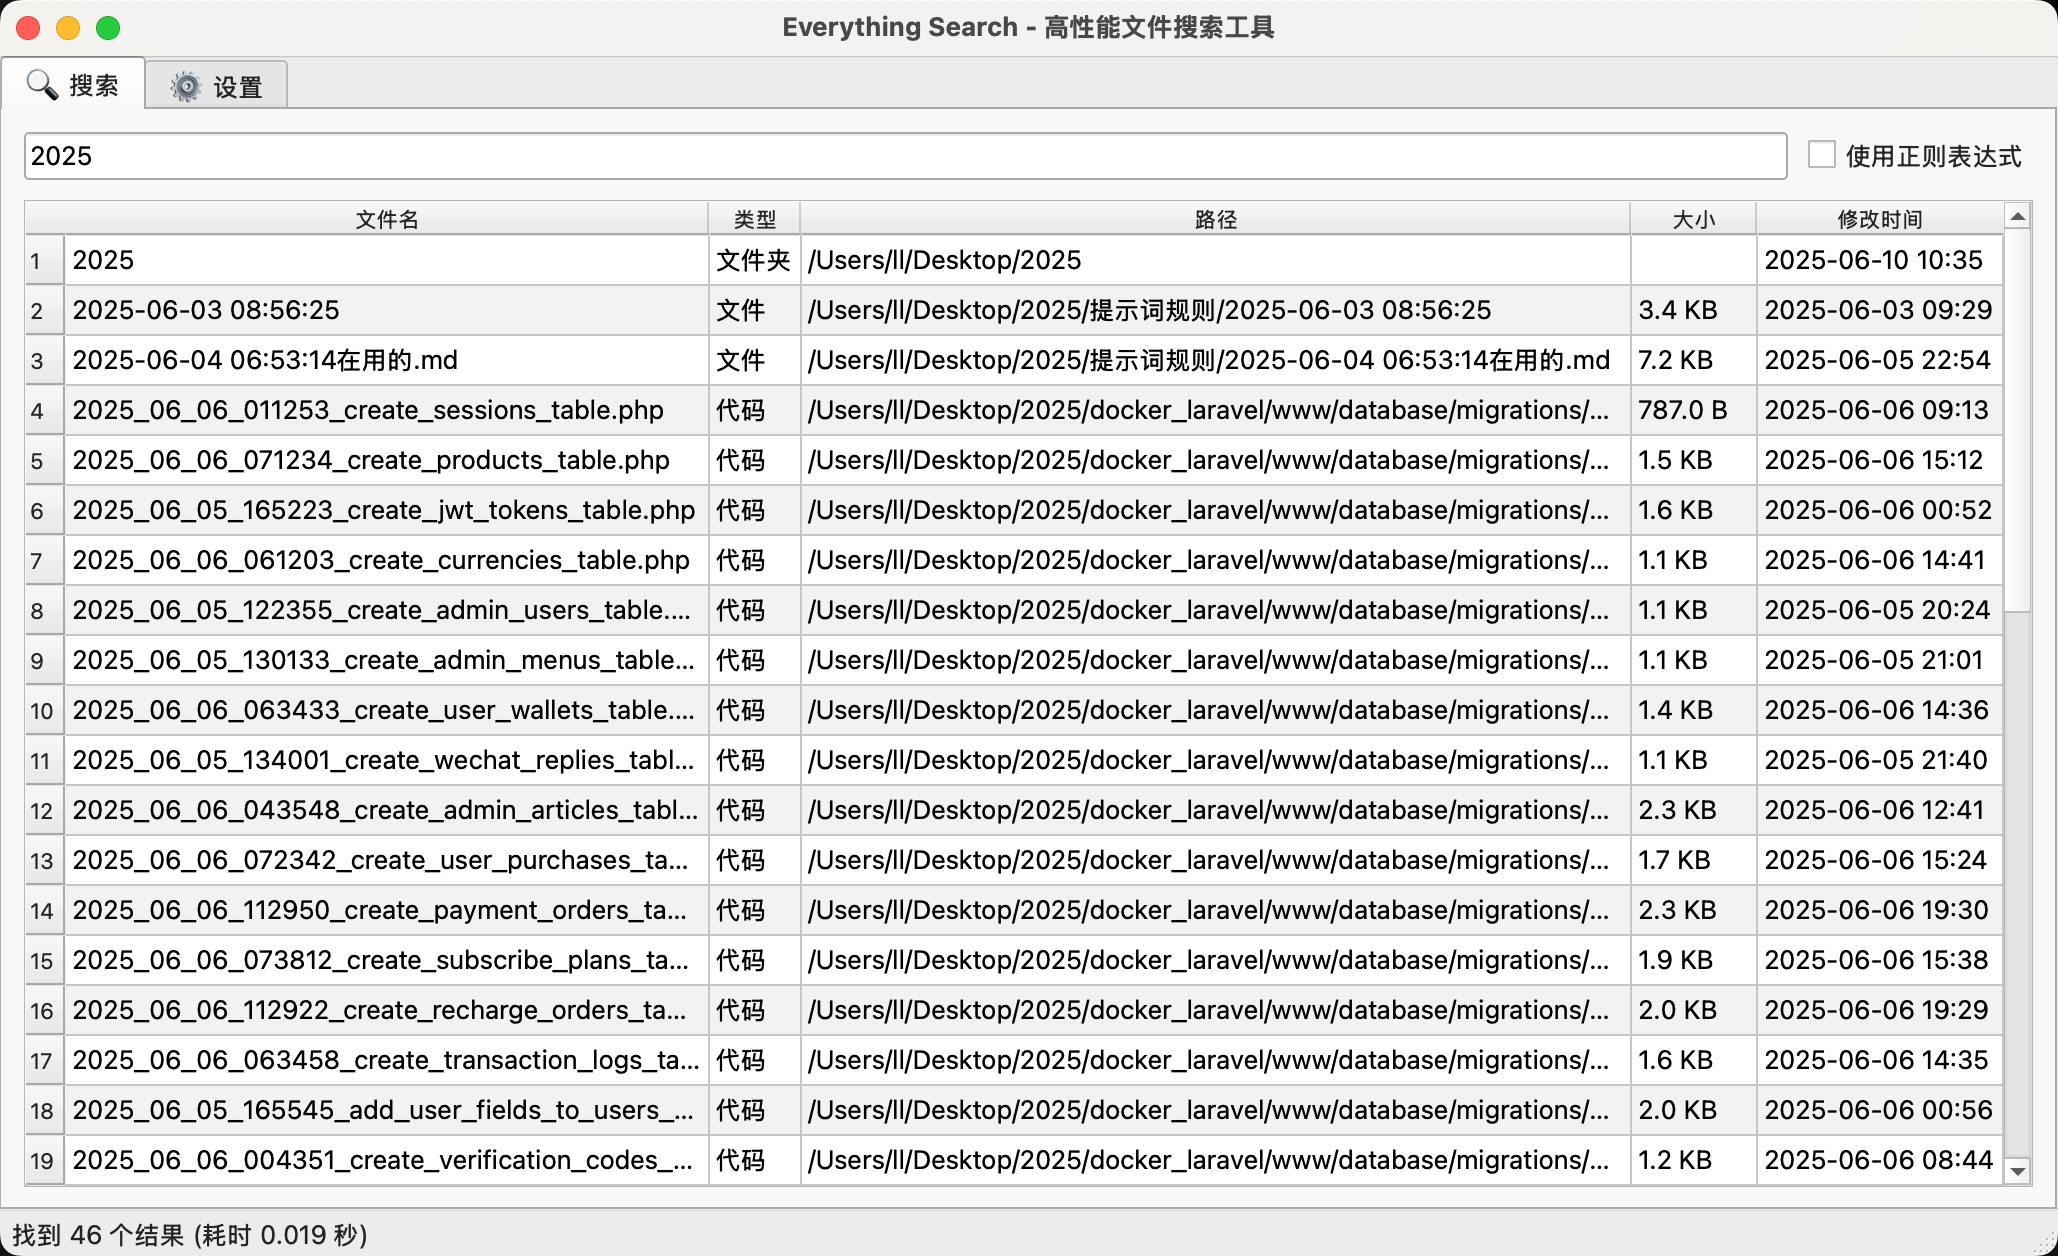 Everything Search - 高性能文件搜索工具
搜索 设置
2025 使用正则表达式
文件名 类型 路径 大小 修改时间
1 2025 文件夹 /Users/ll/Desktop/2025 2025-06-10 10:35
2 2025-06-03 08:56:25 文件 /Users/ll/Desktop/2025/提示词规则/2025-06-03 08:56:25 3.4 KB 2025-06-03 09:29
3 2025-06-04 06:53:14在用的.md 文件 /Users/ll/Desktop/2025/提示词规则/2025-06-04 06:53:14在用的.md 7.2 KB 2025-06-05 22:54
4 2025_06_06_011253_create_sessions_table.php 代码 /Users/ll/Desktop/2025/docker_laravel/www/database/migrations/... 787.0 B 2025-06-06 09:13
5 2025_06_06_071234_create_products_table.php 代码 /Users/ll/Desktop/2025/docker_laravel/www/database/migrations/... 1.5 KB 2025-06-06 15:12
6 2025_06_05_165223_create_jwt_tokens_table.php 代码 /Users/ll/Desktop/2025/docker_laravel/www/database/migrations/... 1.6 KB 2025-06-06 00:52
7 2025_06_06_061203_create_currencies_table.php 代码 /Users/ll/Desktop/2025/docker_laravel/www/database/migrations/... 1.1 KB 2025-06-06 14:41
8 2025_06_05_122355_create_admin_users_table.... 代码 /Users/ll/Desktop/2025/docker_laravel/www/database/migrations/... 1.1 KB 2025-06-05 20:24
9 2025_06_05_130133_create_admin_menus_table... 代码 /Users/ll/Desktop/2025/docker_laravel/www/database/migrations/... 1.1 KB 2025-06-05 21:01
10 2025_06_06_063433_create_user_wallets_table.... 代码 /Users/ll/Desktop/2025/docker_laravel/www/database/migrations/... 1.4 KB 2025-06-06 14:36
11 2025_06_05_134001_create_wechat_replies_tabl... 代码 /Users/ll/Desktop/2025/docker_laravel/www/database/migrations/... 1.1 KB 2025-06-05 21:40
12 2025_06_06_043548_create_admin_articles_tabl... 代码 /Users/ll/Desktop/2025/docker_laravel/www/database/migrations/... 2.3 KB 2025-06-06 12:41
13 2025_06_06_072342_create_user_purchases_ta... 代码 /Users/ll/Desktop/2025/docker_laravel/www/database/migrations/... 1.7 KB 2025-06-06 15:24
14 2025_06_06_112950_create_payment_orders_ta... 代码 /Users/ll/Desktop/2025/docker_laravel/www/database/migrations/... 2.3 KB 2025-06-06 19:30
15 2025_06_06_073812_create_subscribe_plans_ta... 代码 /Users/ll/Desktop/2025/docker_laravel/www/database/migrations/... 1.9 KB 2025-06-06 15:38
16 2025_06_06_112922_create_recharge_orders_ta... 代码 /Users/ll/Desktop/2025/docker_laravel/www/database/migrations/... 2.0 KB 2025-06-06 19:29
17 2025_06_06_063458_create_transaction_logs_ta... 代码 /Users/ll/Desktop/2025/docker_laravel/www/database/migrations/... 1.6 KB 2025-06-06 14:35
18 2025_06_05_165545_add_user_fields_to_users_... 代码 /Users/ll/Desktop/2025/docker_laravel/www/database/migrations/... 2.0 KB 2025-06-06 00:56
19 2025_06_06_004351_create_verification_codes_... 代码 /Users/ll/Desktop/2025/docker_laravel/www/database/migrations/... 1.2 KB 2025-06-06 08:44
找到 46 个结果 (耗时 0.019 秒)